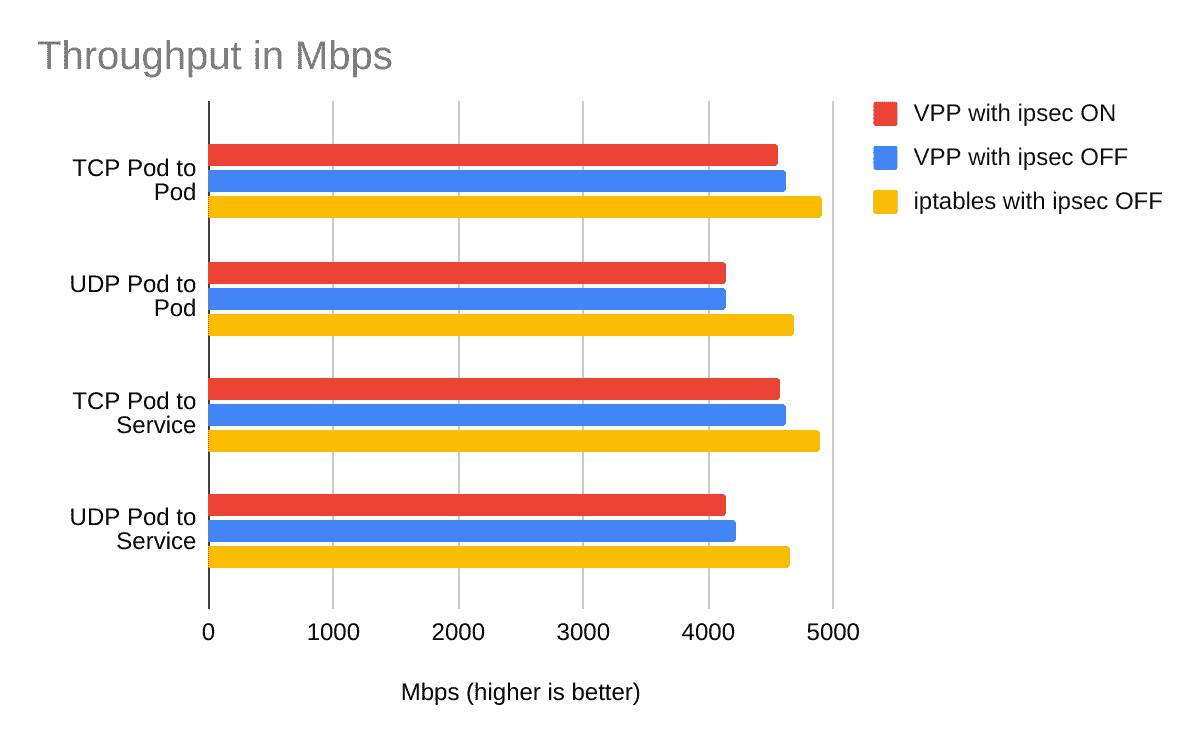 Throughput in Mbps
VPP with ipsec ON
VPP with ipsec OFF
iptables with ipsec OFF
TCP Pod to
Pod
UDP Pod to
Pod
TCP Pod to
Service
UDP Pod to
Service
0 1000 2000 3000 4000 5000
Mbps (higher is better)